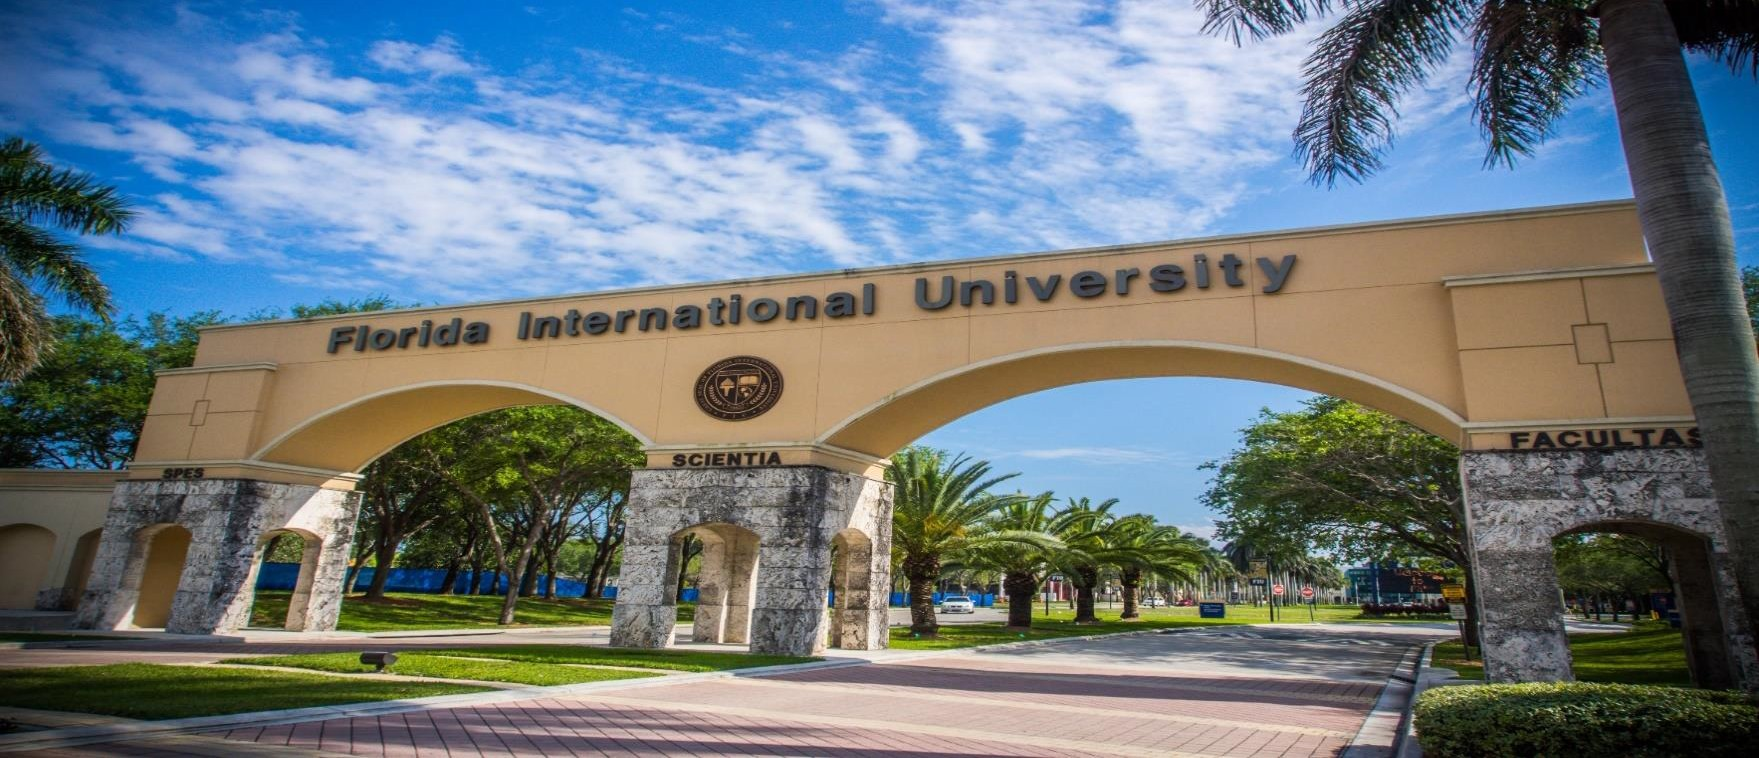 Florida International University
SPES
SCIENTIA
FACULTAS